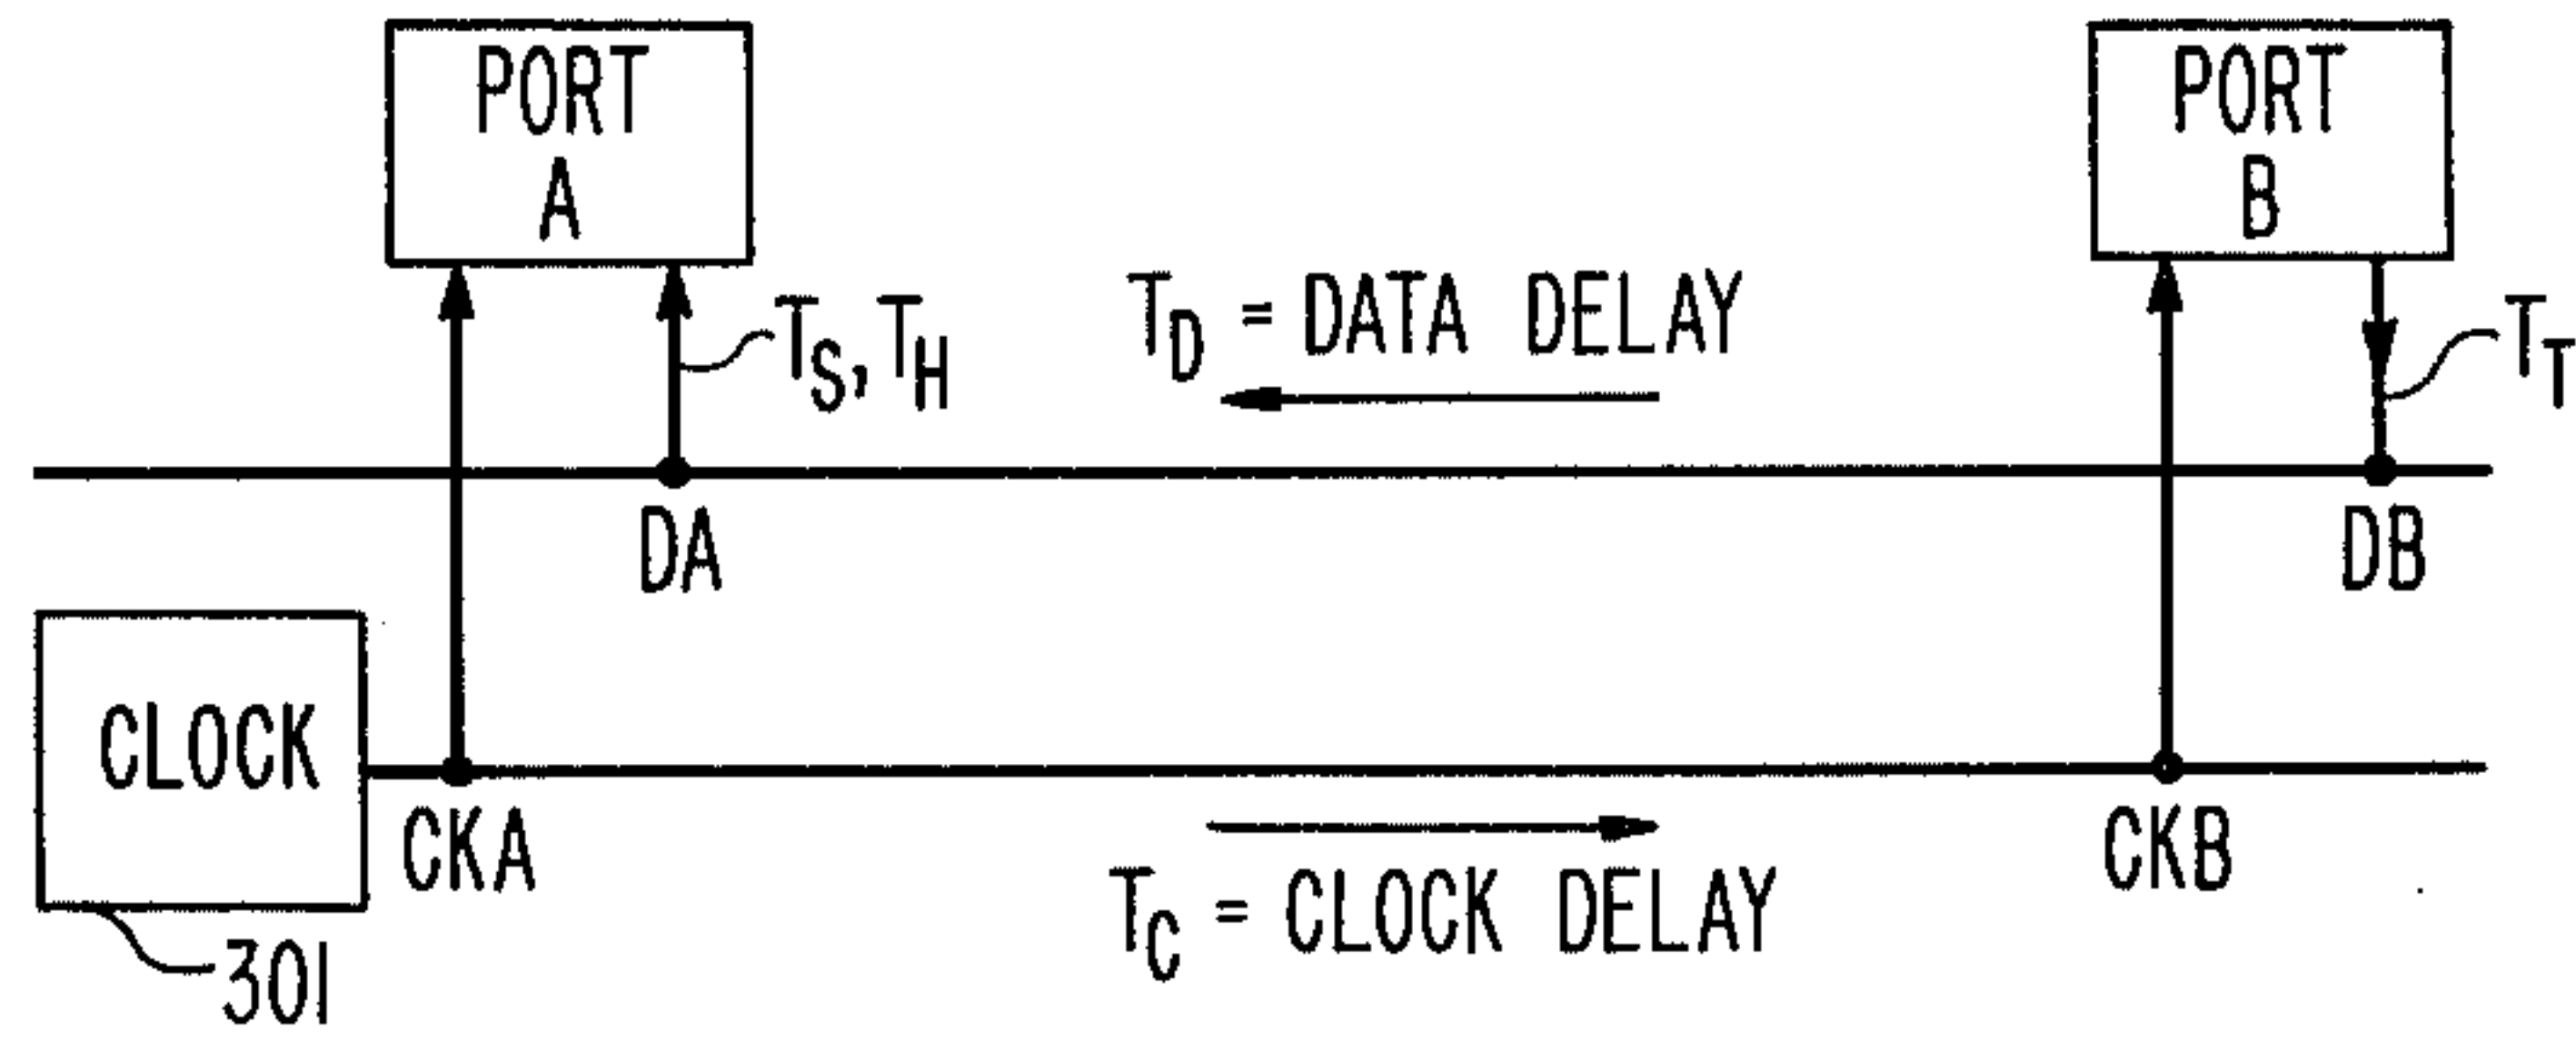 PORT
A
PORT
B
T_S, T_H
T_D = DATA DELAY
T_T
DA
DB
CLOCK
CKA
CKB
T_C = CLOCK DELAY
301